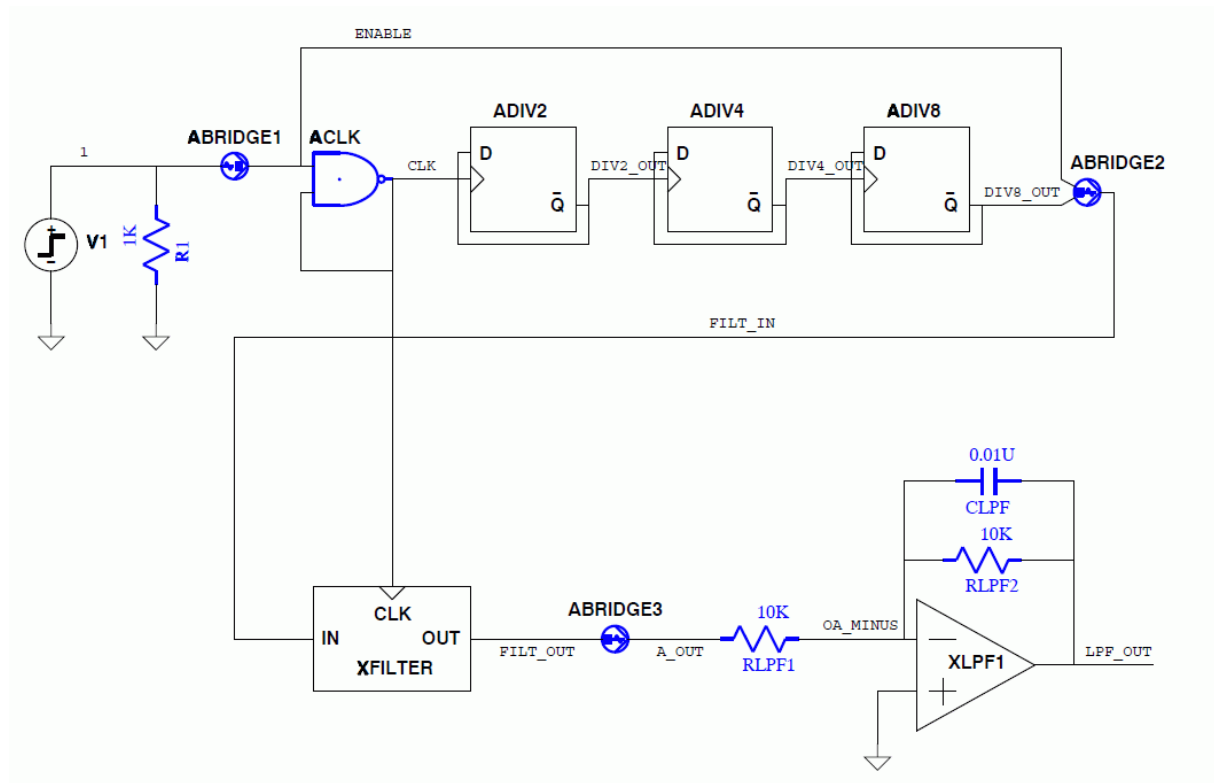 ENABLE
ADIV2
ADIV4
ADIV8
ABRIDGE1
ACLK
1
CLK
D
DIV2_OUT
D
DIV4_OUT
D
ABRIDGE2
DIV8_OUT
Q
Q
Q
V1
1K
R1
FILT_IN
0.01U
CLPF
10K
RLPF2
CLK
IN
OUT
XFILTER
FILT_OUT
ABRIDGE3
A_OUT
10K
RLPF1
OA_MINUS
XLPF1
LPF_OUT